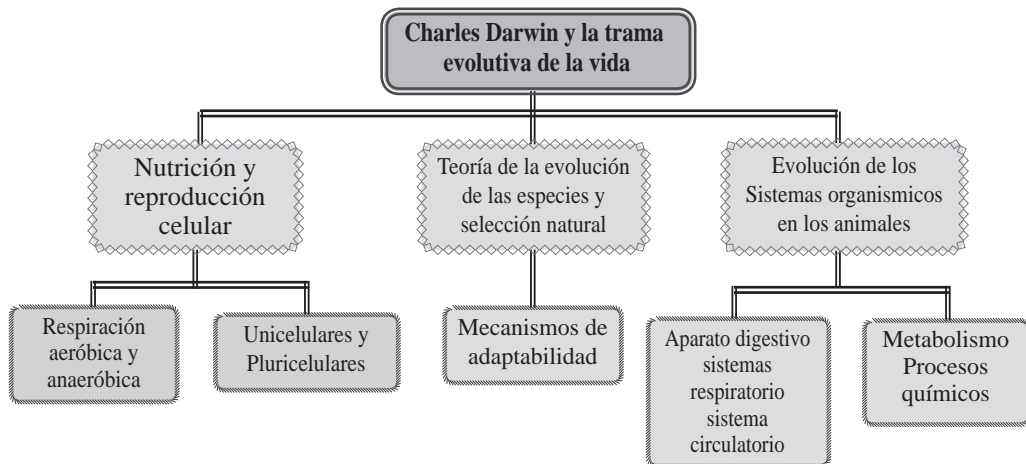 Charles Darwin y la trama
evolutiva de la vida
Nutrición y
reproducción
celular
Teoría de la evolución
de las especies y
selección natural
Evolución de los
Sistemas organismicos
en los animales
Respiración
aeróbica y
anaeróbica
Unicelulares y
Pluricelulares
Mecanismos de
adaptabilidad
Aparato digestivo
sistemas
respiratorio
sistema
circulatorio
Metabolismo
Procesos
químicos